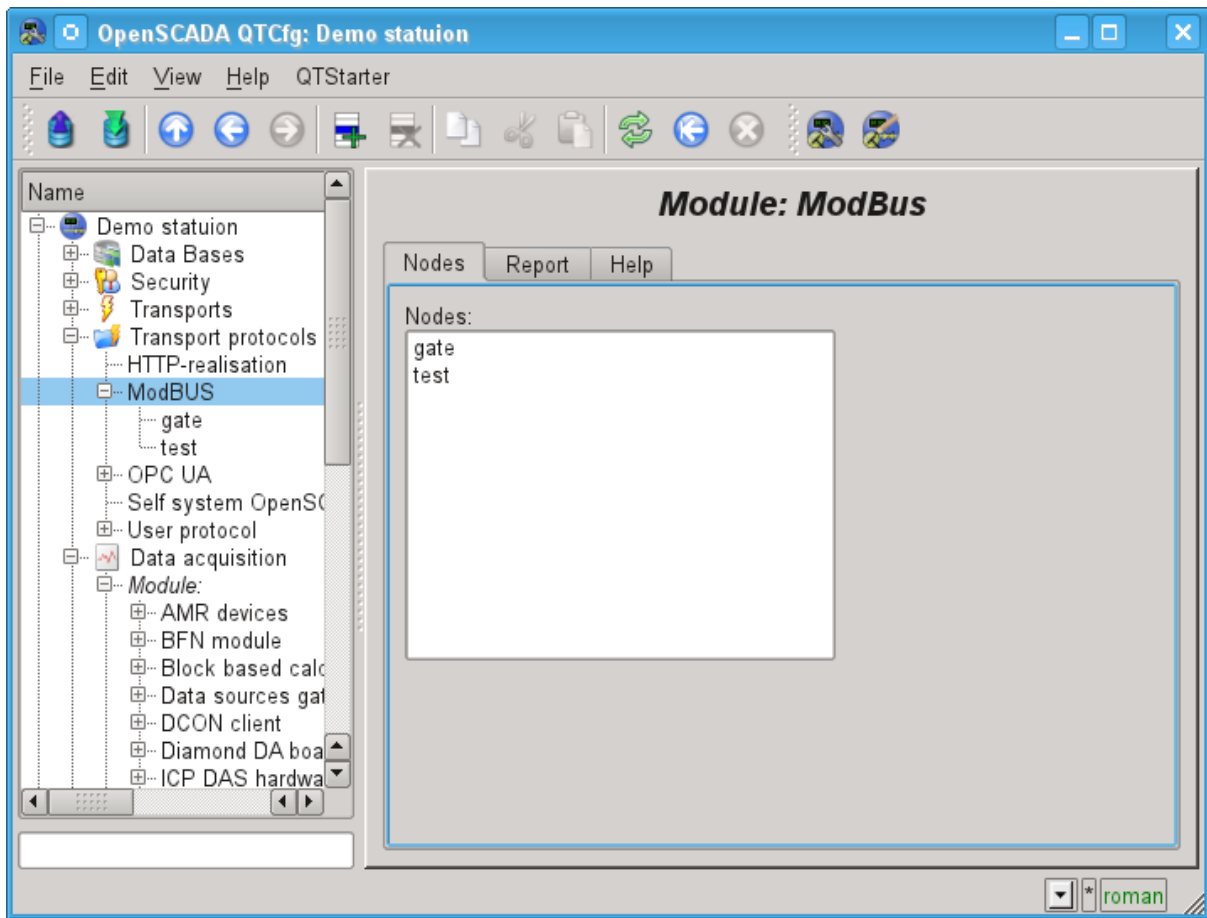 OpenSCADA QTCfg: Demo statuion
File Edit View Help QTStarter
Name
Demo statuion
Data Bases
Security
Transports
Transport protocols
HTTP-realisation
ModBUS
gate
test
OPC UA
Self system OpenSC
User protocol
Data acquisition
Module:
AMR devices
BFN module
Block based calc
Data sources gat
DCON client
Diamond DA boa
ICP DAS hardwa
Module: ModBus
Nodes Report Help
Nodes:
gate
test
* roman